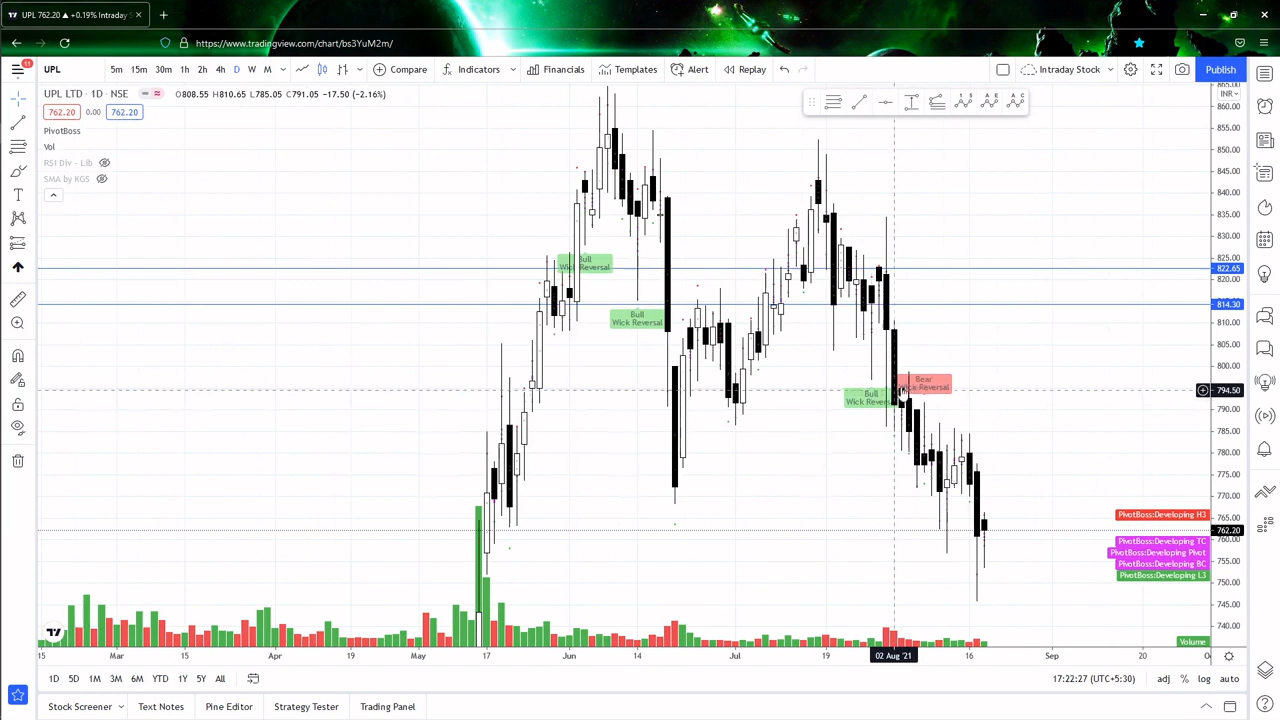 UPL 762.20 ▲ +0.19% Intraday S
https://www.tradingview.com/chart/bs3YuM2m/
11
UPL 5m 15m 30m 1h 2h 4h D W M Compare Indicators Financials Templates Alert Replay Intraday Stock Publish
UPL LTD · 1D · NSE O808.55 H810.65 L785.05 C791.05 −17.50 (−2.16%)
762.20 0.00 762.20
PivotBoss
Vol
RSI Div - Lib
SMA by KGS
INR
865.00
860.00
855.00
850.00
845.00
840.00
835.00
830.00
825.00
822.65
820.00
814.30
810.00
805.00
800.00
794.50
790.00
785.00
780.00
775.00
770.00
765.00
762.20
760.00
755.00
750.00
745.00
740.00
Bull
Wick Reversal
Bull
Wick Reversal
Bull
Wick Revers
Bear
Wick Reversal
PivotBoss:Developing H3
PivotBoss:Developing TC
PivotBoss:Developing Pivot
PivotBoss:Developing BC
PivotBoss:Developing L3
Volume
15 Mar 15 Apr 19 May 17 Jun 14 Jul 19 02 Aug '21 16 Sep 20 O
1D 5D 1M 3M 6M YTD 1Y 5Y All 17:22:27 (UTC+5:30) adj % log auto
Stock Screener Text Notes Pine Editor Strategy Tester Trading Panel